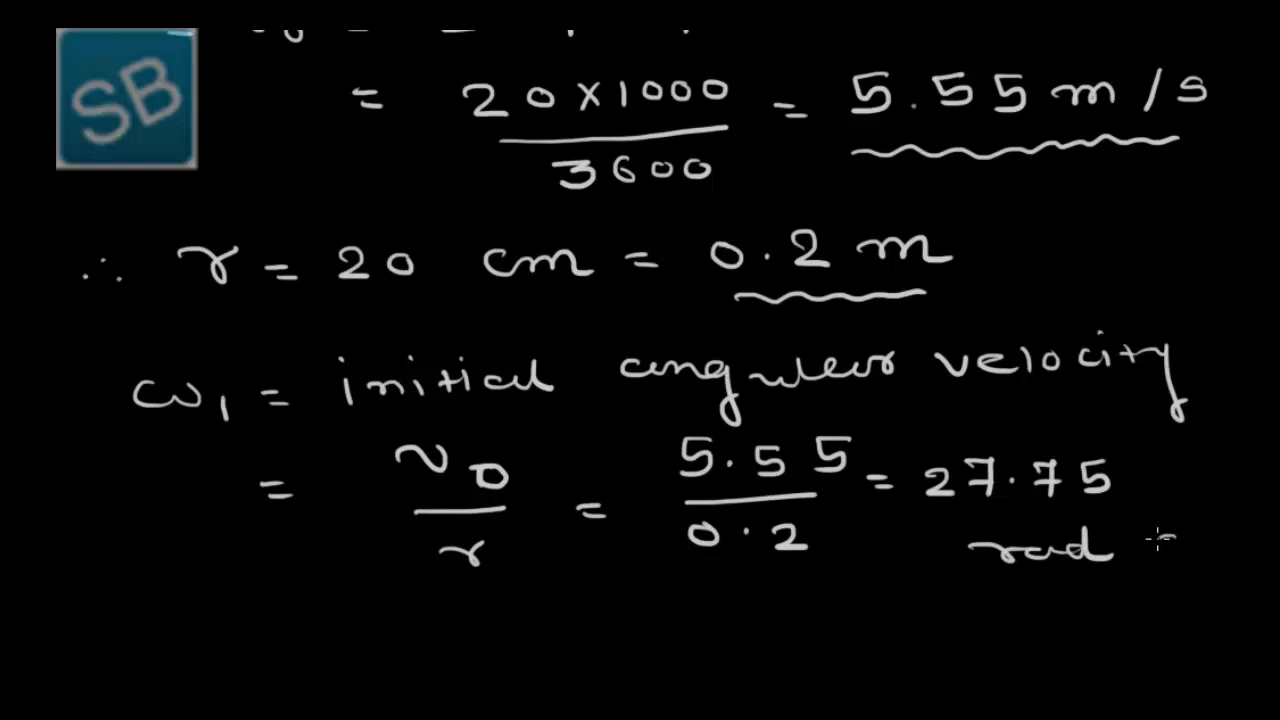 SB
= 20 x 1000 / 3600 = 5.55 m/s
∴ r = 20 cm = 0.2 m
ω₁ = initial angular velocity
= v₀ / r = 5.55 / 0.2 = 27.75
rad